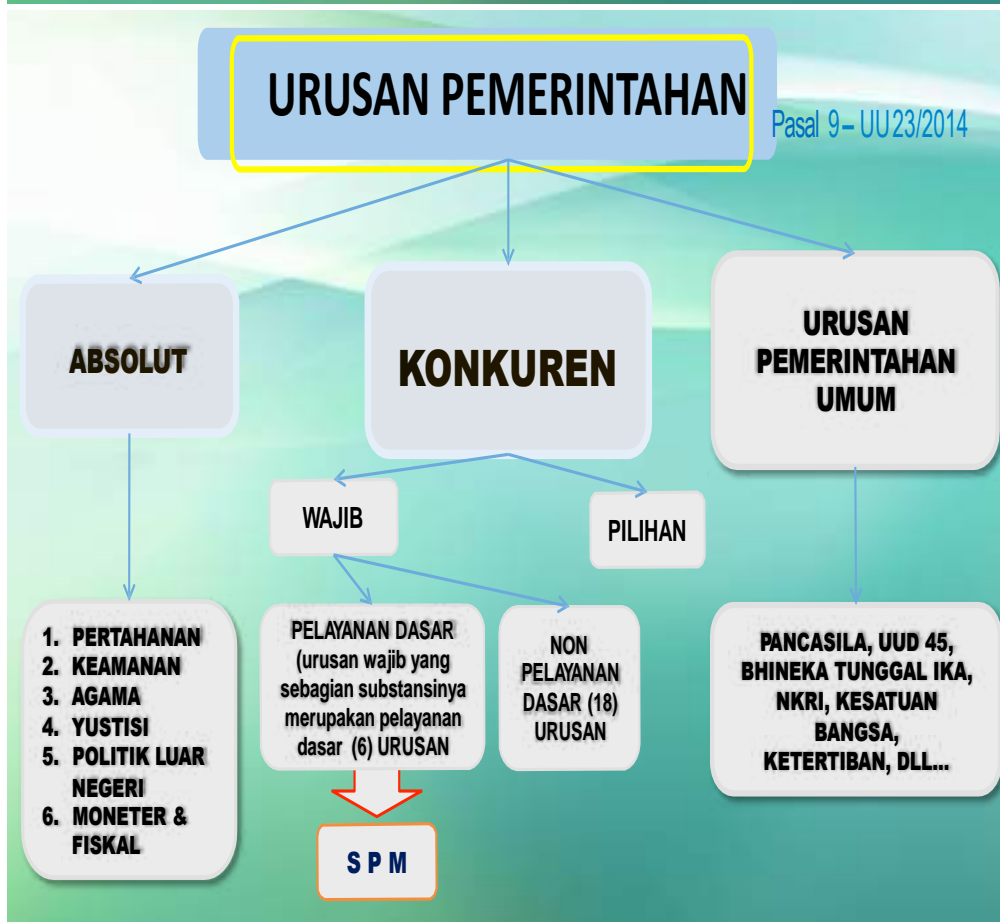 URUSAN PEMERINTAHAN
Pasal 9 – UU 23/2014
ABSOLUT
KONKUREN
URUSAN
PEMERINTAHAN
UMUM
WAJIB
PILIHAN
1. PERTAHANAN
2. KEAMANAN
3. AGAMA
4. YUSTISI
5. POLITIK LUAR
NEGERI
6. MONETER &
FISKAL
PELAYANAN DASAR
(urusan wajib yang
sebagian substansinya
merupakan pelayanan
dasar (6) URUSAN
NON
PELAYANAN
DASAR (18)
URUSAN
PANCASILA, UUD 45,
BHINEKA TUNGGAL IKA,
NKRI, KESATUAN
BANGSA,
KETERTIBAN, DLL...
S P M